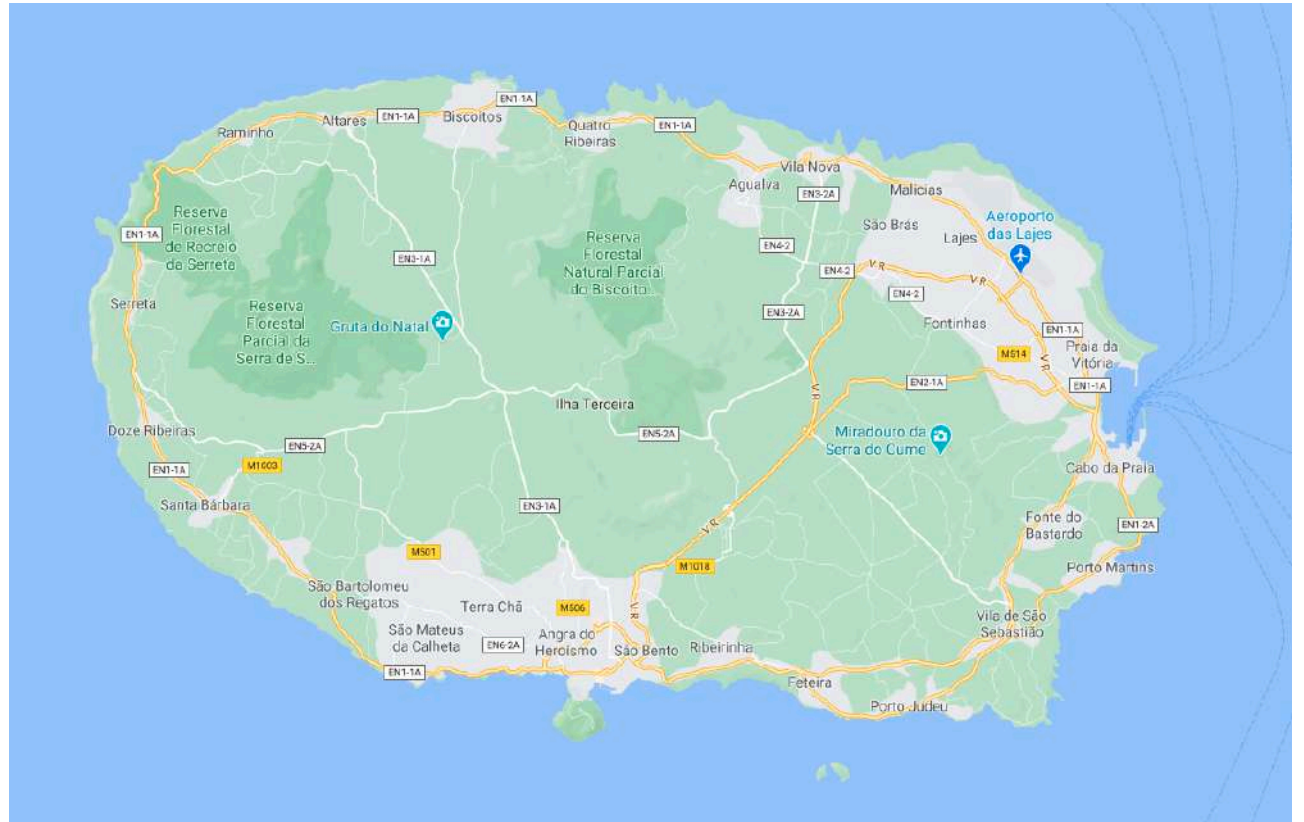 EN1-1A
Biscoitos
EN1-1A
Altares
Raminho
Quatro
Ribeiras
EN1-1A
Vila Nova
Agualva
EN3-2A
Malicias
Reserva
Florestal
de Recreio
da Serreta
EN1-1A
São Brás
Aeroporto
das Lajes
Lajes
Reserva
Florestal
Natural Parcial
do Biscoito...
EN4-2
EN3-1A
EN4-2
V R
V R
EN4-2
Serreta
Reserva
Florestal
Parcial da
Serra de S...
Gruta do Natal
EN3-2A
Fontinhas
EN1-1A
M514
V R
Praia da
Vitória
EN1-1A
EN2-1A
V R
Ilha Terceira
Doze Ribeiras
EN5-2A
EN5-2A
Miradouro da
Serra do Cume
M1003
EN1-1A
Cabo da Praia
Santa Bárbara
EN3-1A
V R
EN1-2A
Fonte do
Bastardo
M501
M1018
Porto Martins
São Bartolomeu
dos Regatos
Terra Chã
M506
V R
Vila de São
Sebastião
São Mateus
da Calheta
EN6-2A
Angra do
Heroísmo
São Bento
Ribeirinha
EN1-1A
Feteira
Porto Judeu